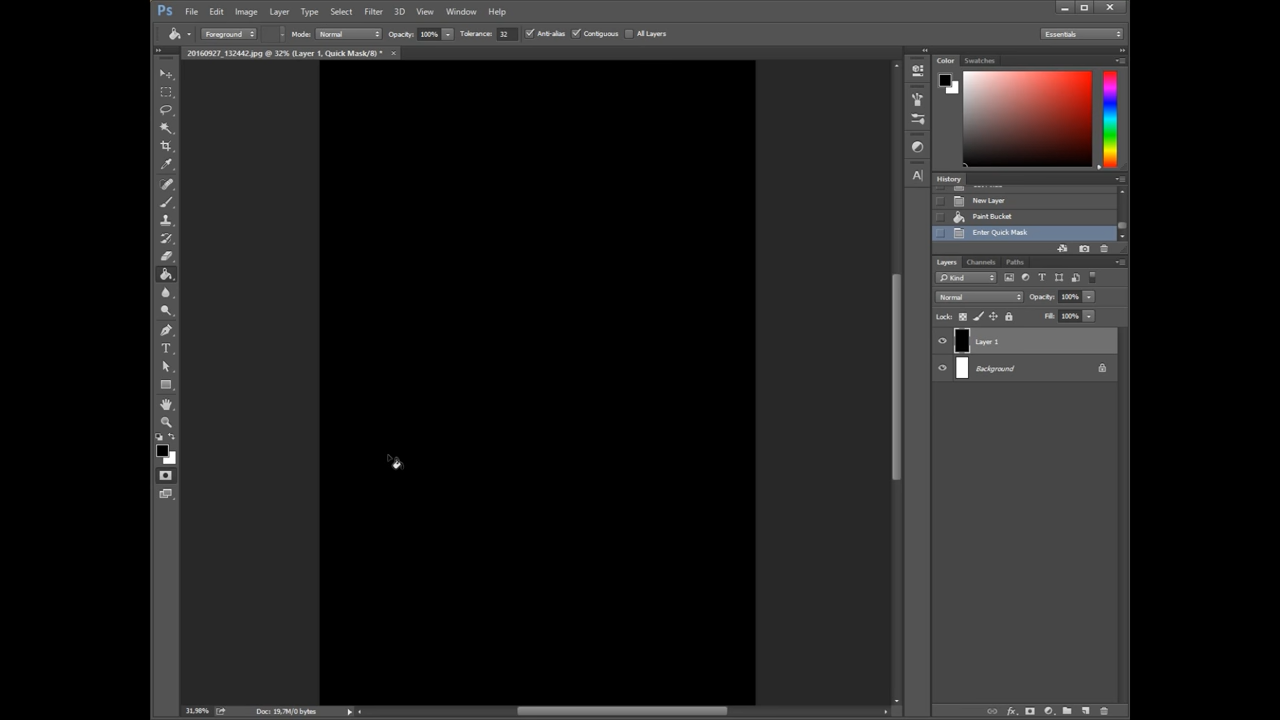 Ps File Edit Image Layer Type Select Filter 3D View Window Help
Foreground Mode: Normal Opacity: 100% Tolerance: 32 Anti-alias Contiguous All Layers Essentials
20160927_132442.jpg @ 32% (Layer 1, Quick Mask/8) *
Color Swatches
History
New Layer
Paint Bucket
Enter Quick Mask
Layers Channels Paths
Kind
Normal Opacity: 100%
Lock: Fill: 100%
Layer 1
Background
31,98% Doc: 19,7M/0 bytes